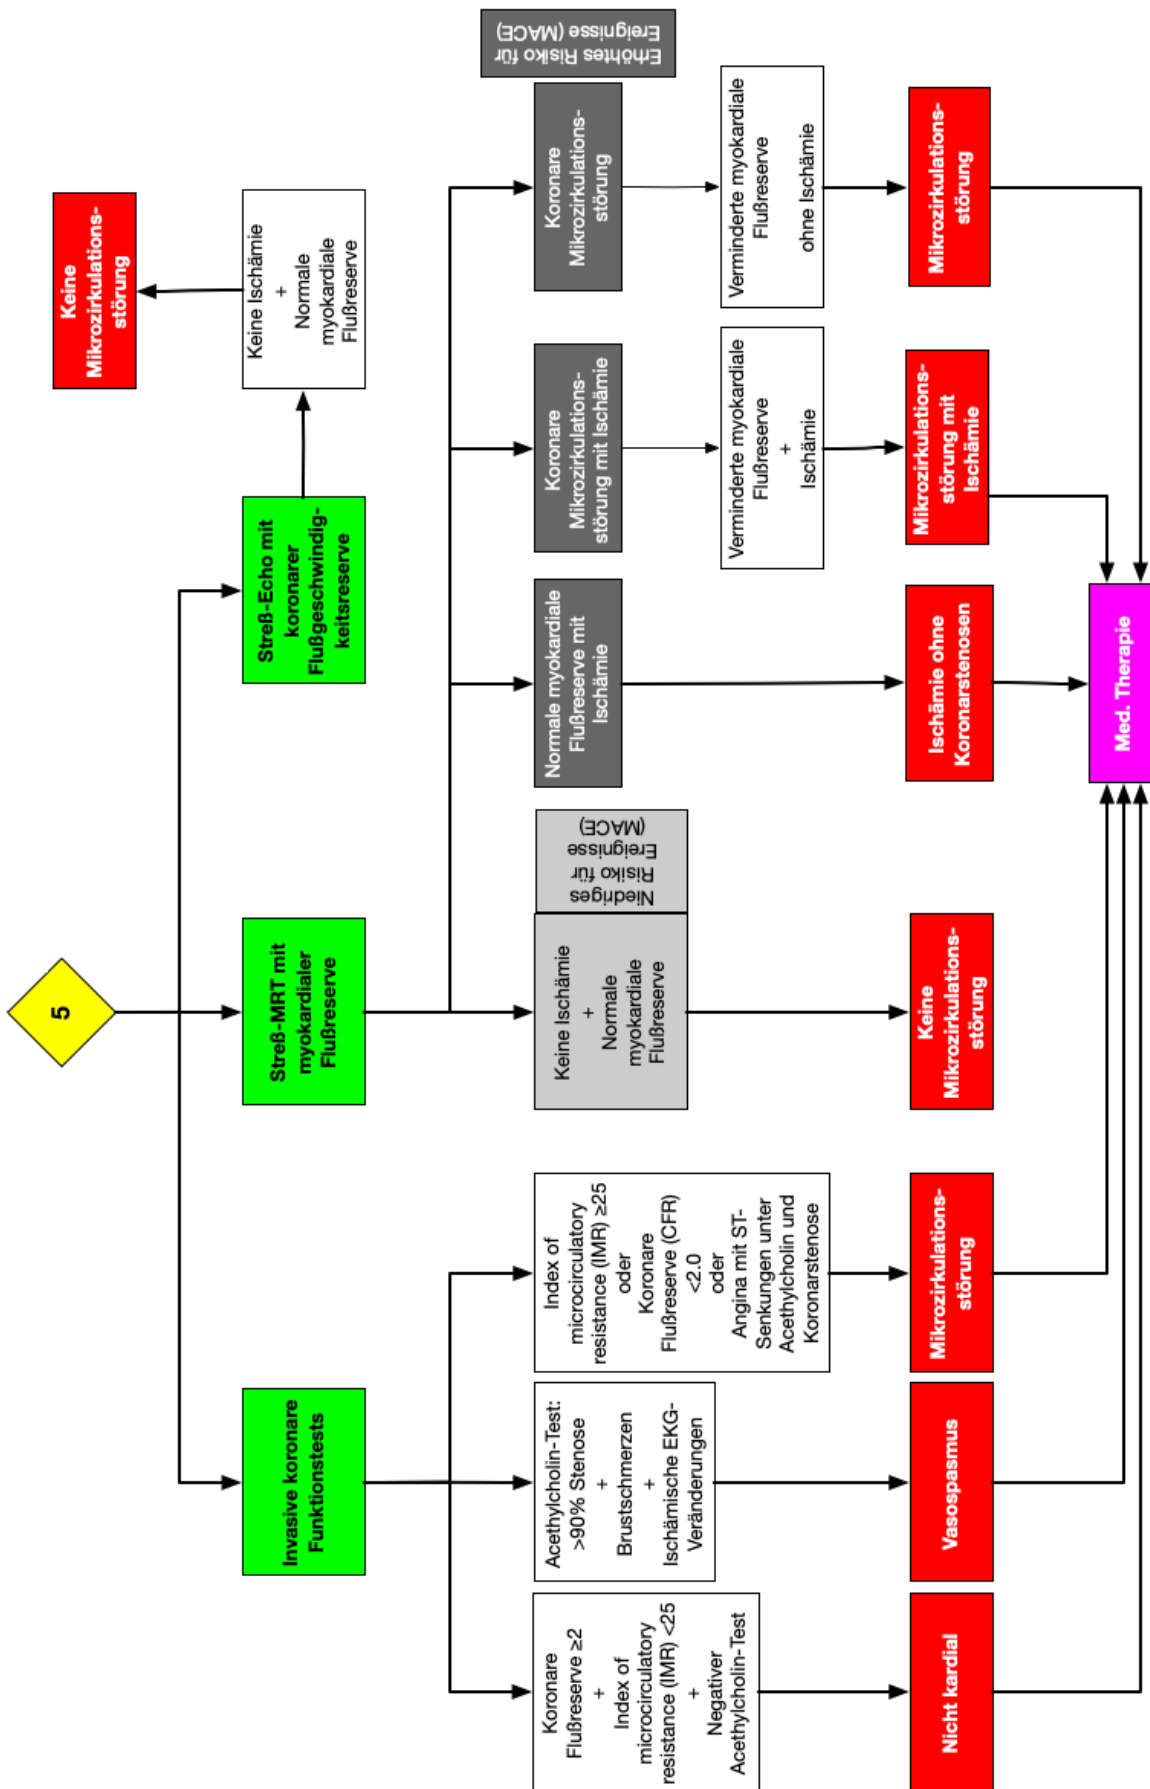 5
Invasive koronare
Funktionstests
Streß-MRT mit
myokardialer
Flußreserve
Streß-Echo mit
koronarer
Flußgeschwindig-
keitsreserve
Keine Ischämie
+
Normale
myokardiale
Flußreserve
Keine
Mikrozirkulations-
störung
Koronare
Flußreserve ≥2
+
Index of
microcirculatory
resistance (IMR) <25
+
Negativer
Acethylcholin-Test
Acethylcholin-Test:
>90% Stenose
+
Brustschmerzen
+
Ischämische EKG-
Veränderungen
Index of
microcirculatory
resistance (IMR) ≥25
oder
Koronare
Flußreserve (CFR)
<2.0
oder
Angina mit ST-
Senkungen unter
Acethylcholin und
Koronarstenose
Keine Ischämie
+
Normale
myokardiale
Flußreserve
Niedriges
Risiko für
Ereignisse
(MACE)
Normale myokardiale
Flußreserve mit
Ischämie
Koronare
Mikrozirkulations-
störung mit Ischämie
Koronare
Mikrozirkulations-
störung
Erhöhtes Risiko für
Ereignisse (MACE)
Verminderte myokardiale
Flußreserve
+
Ischämie
Verminderte myokardiale
Flußreserve
ohne Ischämie
Nicht kardial
Vasospasmus
Mikrozirkulations-
störung
Keine
Mikrozirkulations-
störung
Ischämie ohne
Koronarstenosen
Mikrozirkulations-
störung mit
Ischämie
Mikrozirkulations-
störung
Med. Therapie